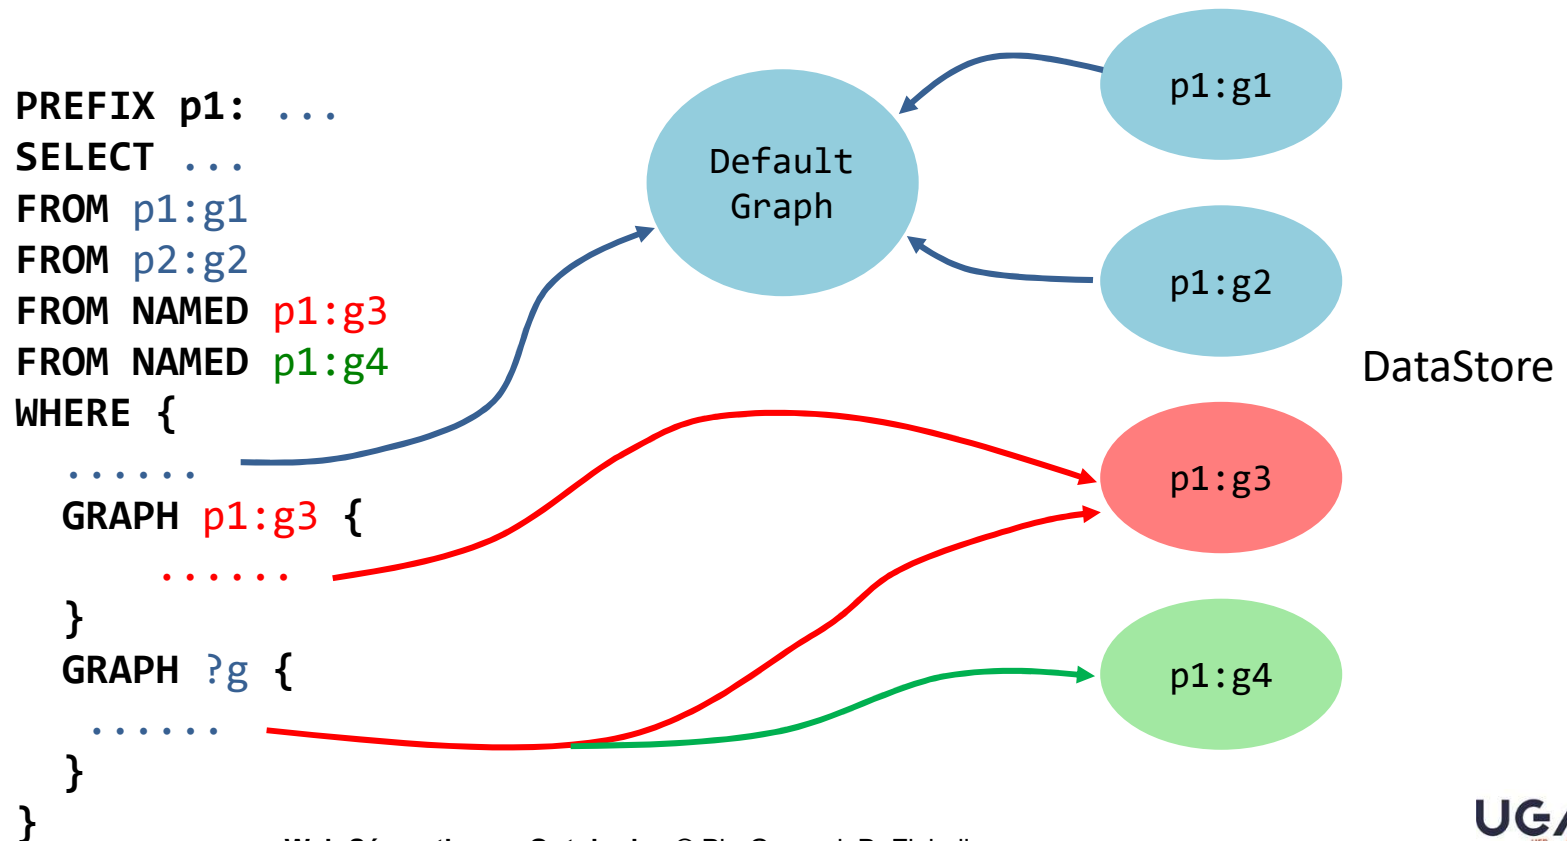 PREFIX p1: ...
SELECT ...
FROM p1:g1
FROM p2:g2
FROM NAMED p1:g3
FROM NAMED p1:g4
WHERE {
......
GRAPH p1:g3 {
......
}
GRAPH ?g {
......
}
}
Default
Graph
p1:g1
p1:g2
DataStore
p1:g3
p1:g4